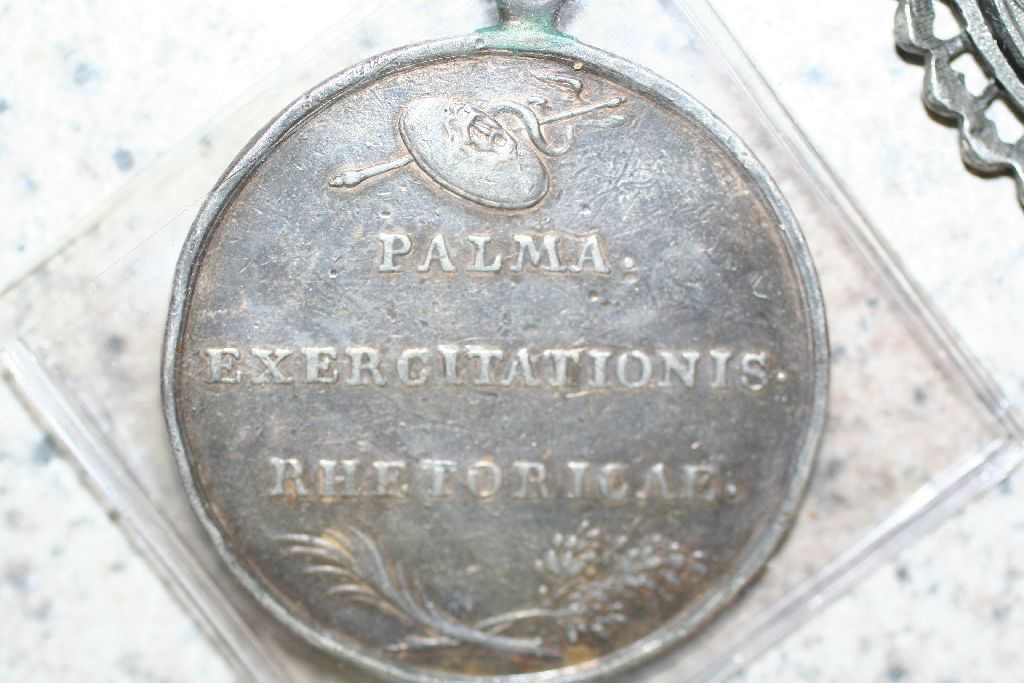 PALMA.
EXERCITATIONIS.
RHETORICAE.